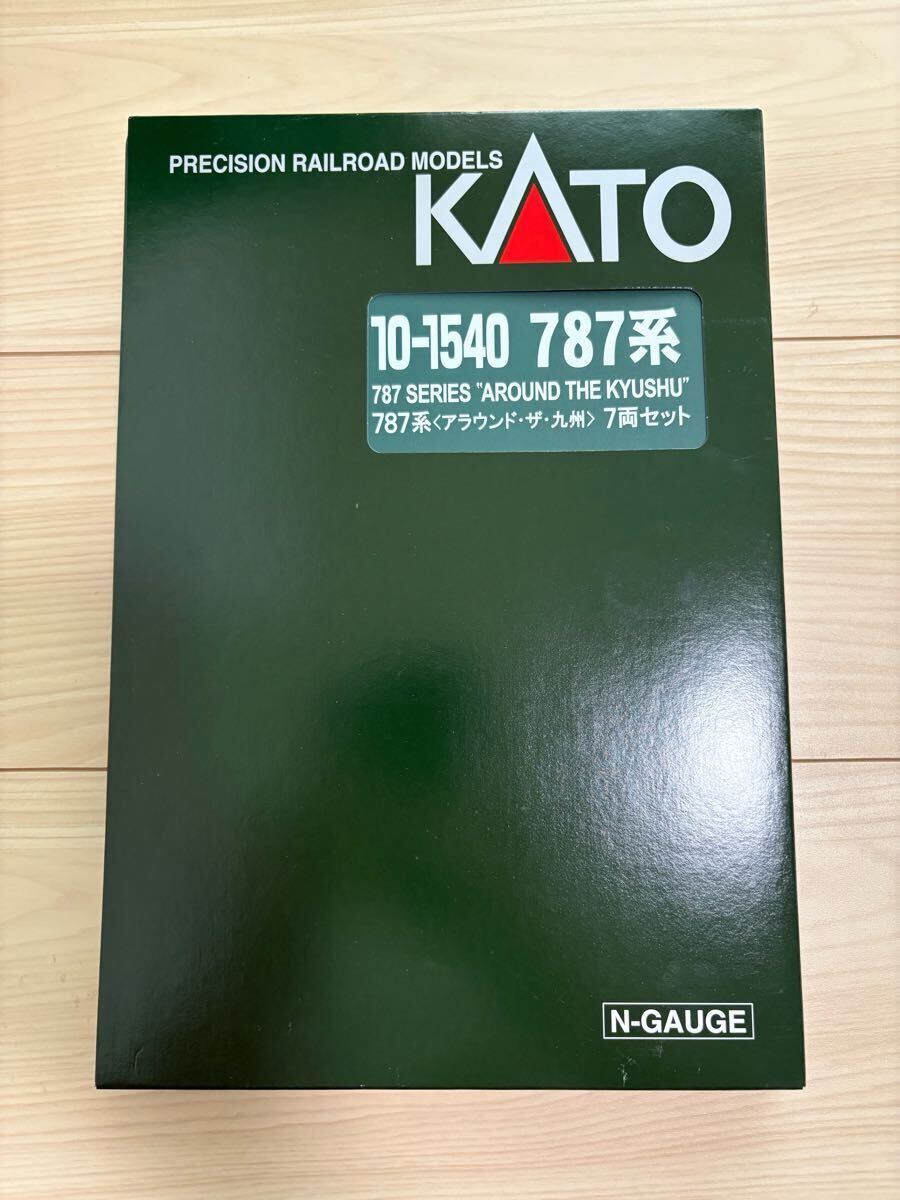 PRECISION RAILROAD MODELS
KATO
10-1540 787系
787 SERIES "AROUND THE KYUSHU"
787系〈アラウンド・ザ・九州〉 7両セット
N-GAUGE